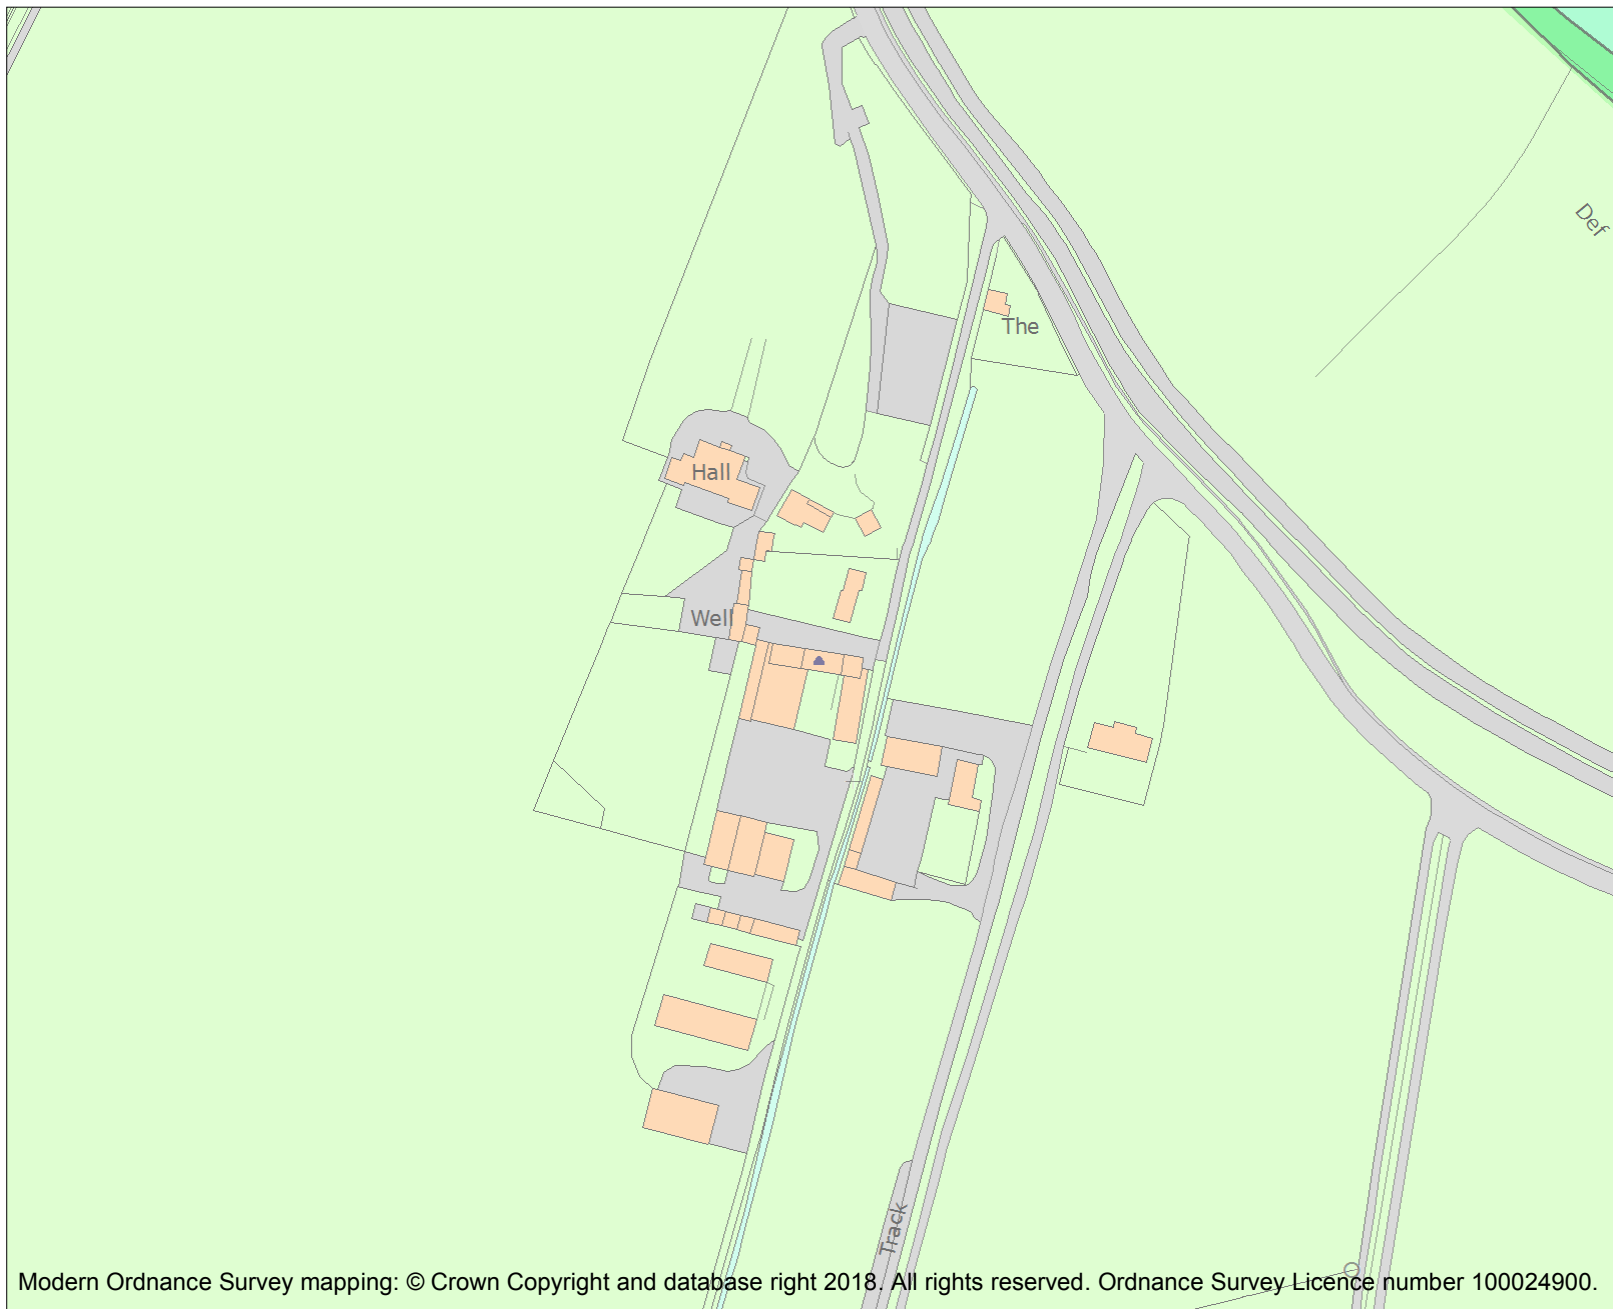 Def
The
Hall
Well
Track
Modern Ordnance Survey mapping: © Crown Copyright and database right 2018. All rights reserved. Ordnance Survey Licence number 100024900.